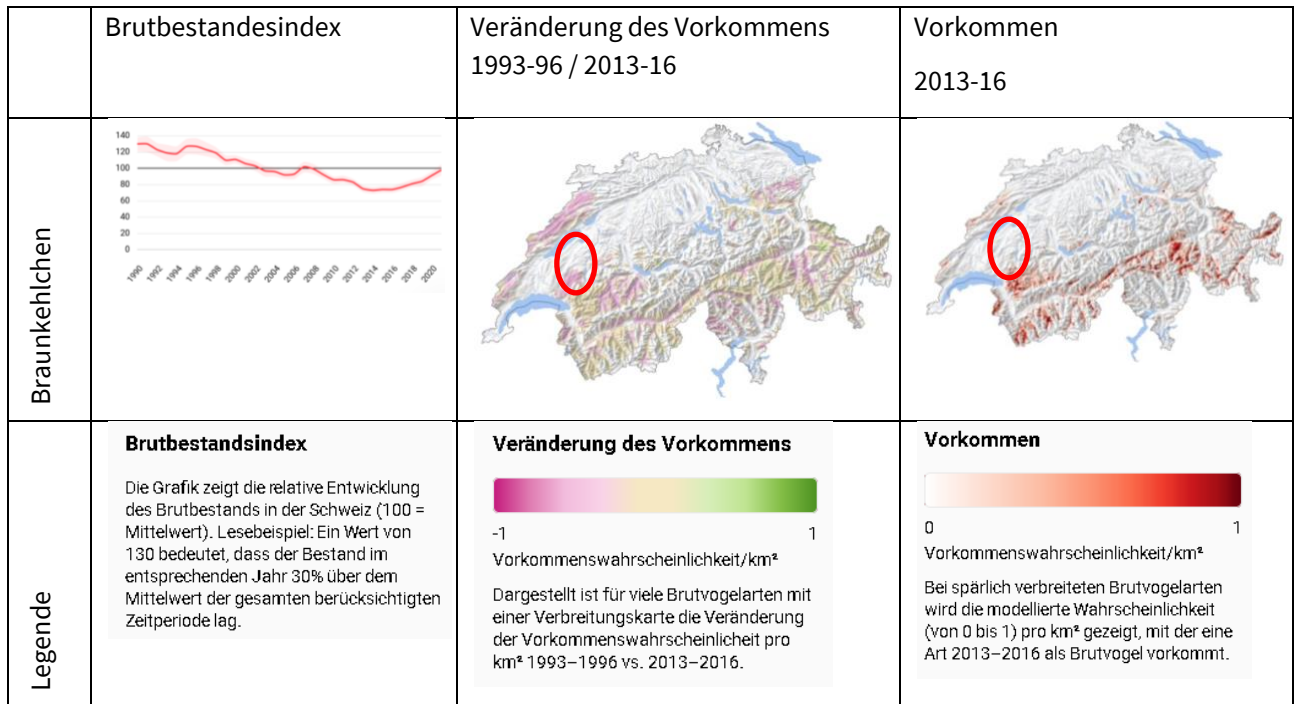 Brutbestandesindex
Veränderung des Vorkommens
1993-96 / 2013-16
Vorkommen
2013-16
Braunkehlchen
140
120
100
80
60
40
20
0
1990
1992
1994
1996
1998
2000
2002
2004
2006
2008
2010
2012
2014
2016
2018
2020
Legende
Brutbestandsindex
Die Grafik zeigt die relative Entwicklung
des Brutbestands in der Schweiz (100 =
Mittelwert). Lesebeispiel: Ein Wert von
130 bedeutet, dass der Bestand im
entsprechenden Jahr 30% über dem
Mittelwert der gesamten berücksichtigten
Zeitperiode lag.
Veränderung des Vorkommens
-1 1
Vorkommenswahrscheinlichkeit/km²
Dargestellt ist für viele Brutvogelarten mit
einer Verbreitungskarte die Veränderung
der Vorkommenswahrscheinlicheit pro
km² 1993–1996 vs. 2013–2016.
Vorkommen
0 1
Vorkommenswahrscheinlichkeit/km²
Bei spärlich verbreiteten Brutvogelarten
wird die modellierte Wahrscheinlichkeit
(von 0 bis 1) pro km² gezeigt, mit der eine
Art 2013–2016 als Brutvogel vorkommt.